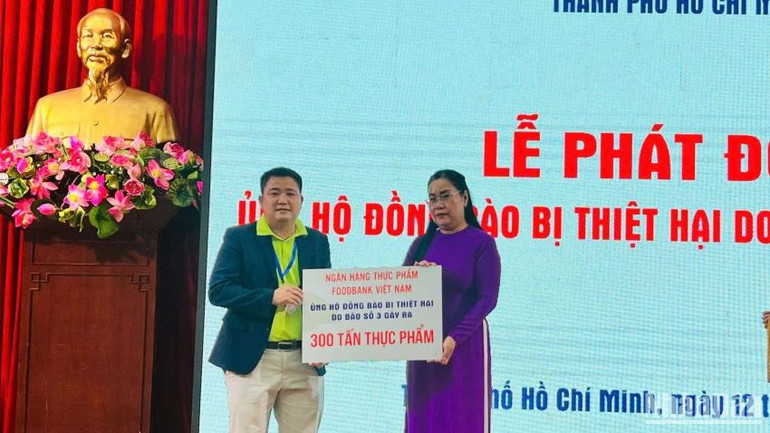 THÀNH PHỐ HỒ CHÍ M
LỄ PHÁT Đ
ỦNG HỘ ĐỒNG BÀO BỊ THIỆT HẠI DO
NGÂN HÀNG THỰC PHẨM
FOODBANK VIỆT NAM
ỦNG HỘ ĐỒNG BÀO BỊ THIỆT HẠI
DO BÃO SỐ 3 GÂY RA
300 TẤN THỰC PHẨM
PHỐ HỒ CHÍ MINH, ngày 12